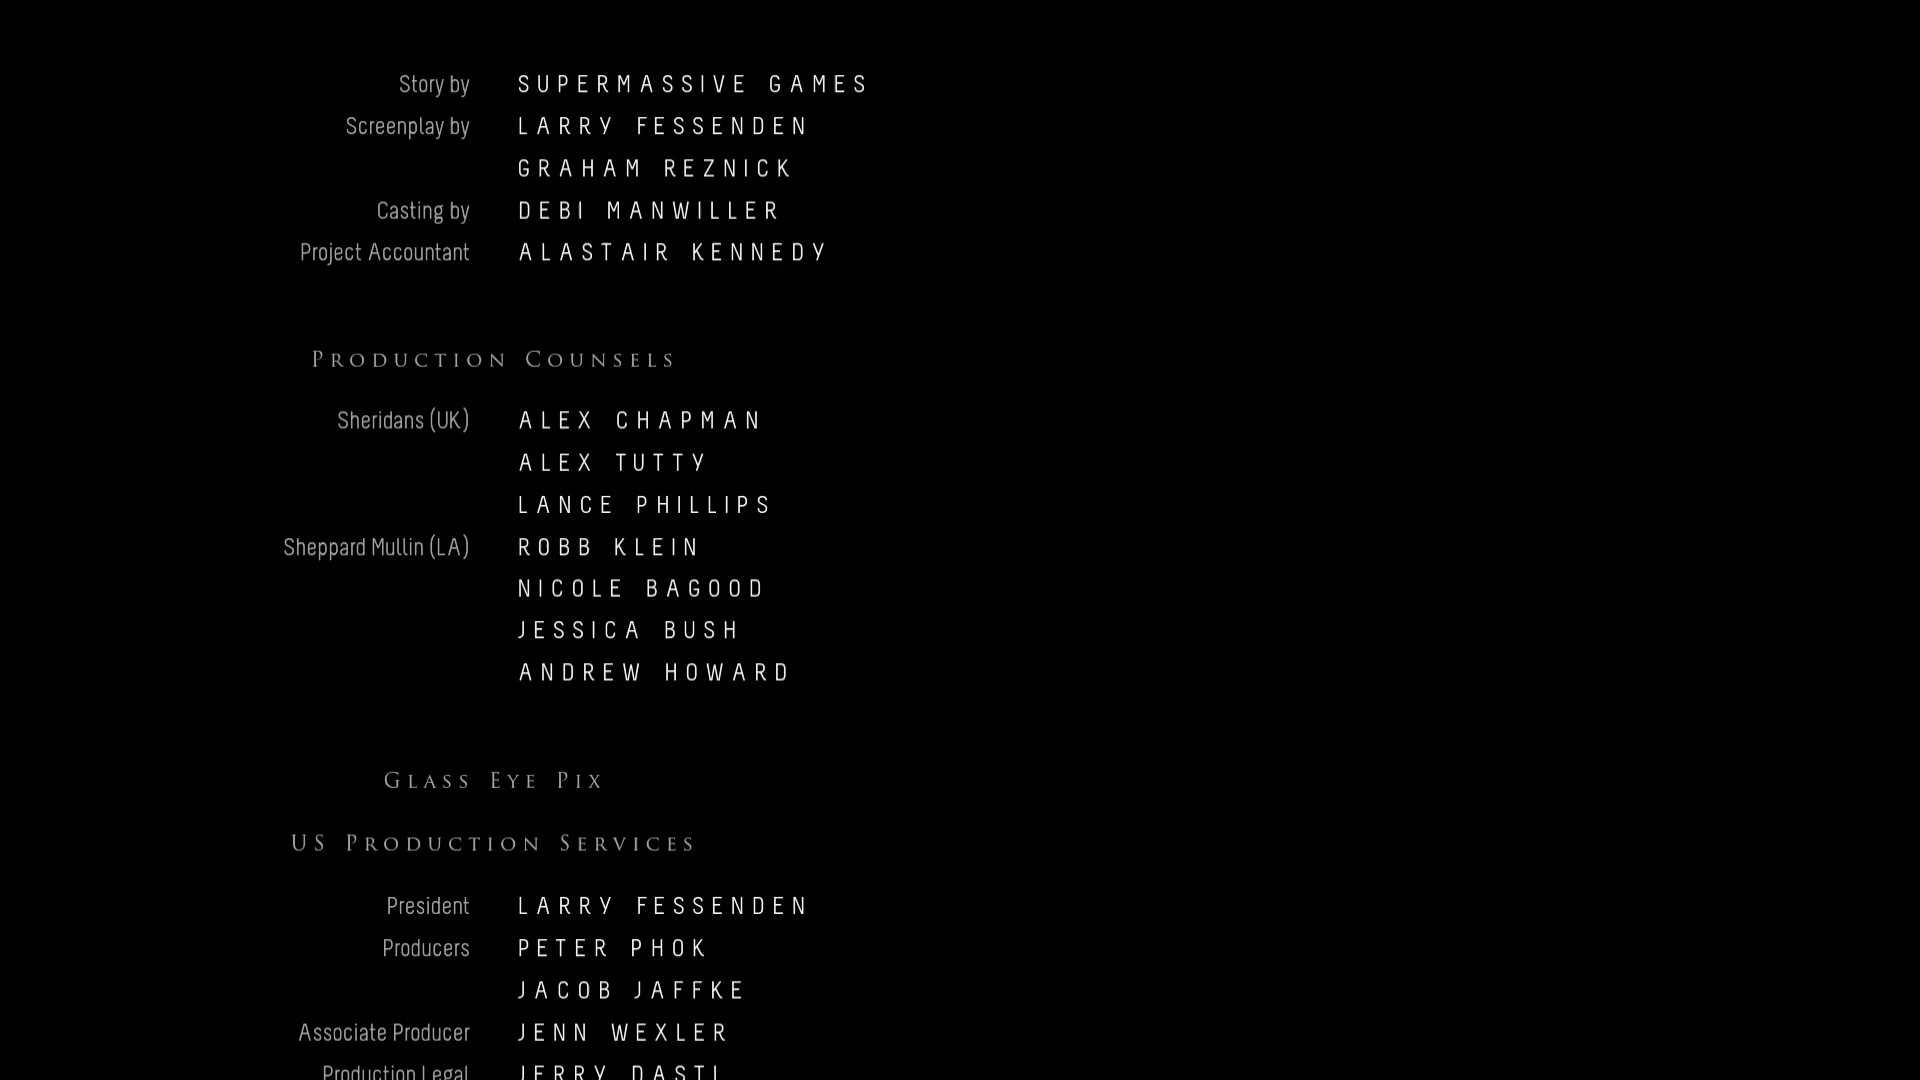 Story by SUPERMASSIVE GAMES
Screenplay by LARRY FESSENDEN
GRAHAM REZNICK
Casting by DEBI MANWILLER
Project Accountant ALASTAIR KENNEDY
PRODUCTION COUNSELS
Sheridans (UK) ALEX CHAPMAN
ALEX TUTTY
LANCE PHILLIPS
Sheppard Mullin (LA) ROBB KLEIN
NICOLE BAGOOD
JESSICA BUSH
ANDREW HOWARD
GLASS EYE PIX
US PRODUCTION SERVICES
President LARRY FESSENDEN
Producers PETER PHOK
JACOB JAFFKE
Associate Producer JENN WEXLER
Production Legal JERRY DASTI